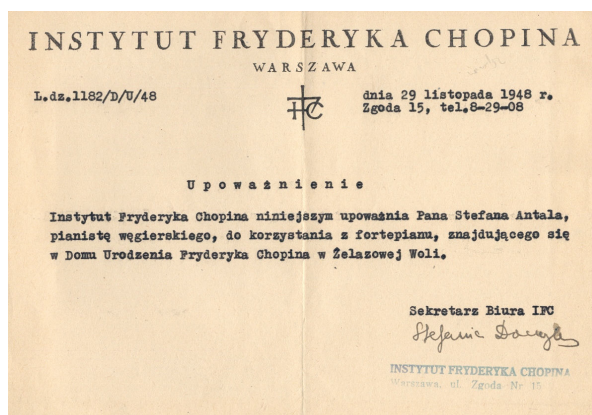 INSTYTUT FRYDERYKA CHOPINA
WARSZAWA
L.dz.1182/D/U/48
dnia 29 listopada 1948 r.
Zgoda 15, tel.8-29-08
IFC
Upoważnienie
Instytut Fryderyka Chopina niniejszym upoważnia Pana Stefana Antala,
pianistę węgierskiego, do korzystania z fortepianu, znajdującego się
w Domu Urodzenia Fryderyka Chopina w Żelazowej Woli.
Sekretarz Biura IFC
Stefania
INSTYTUT FRYDERYKA CHOPINA
Warszawa, ul. Zgoda Nr 15